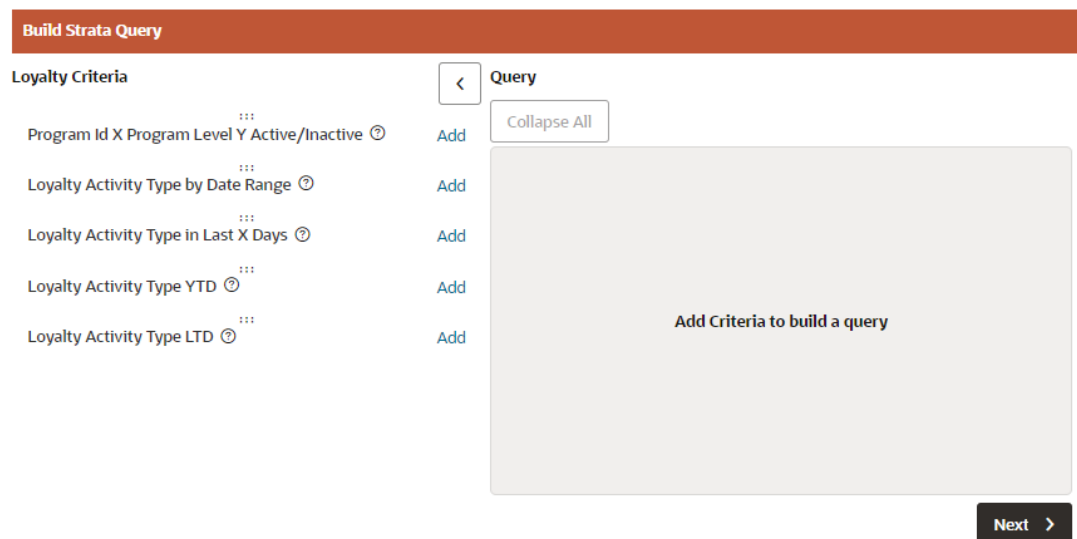 Build Strata Query
Loyalty Criteria
Query
Collapse All
Program Id X Program Level Y Active/Inactive ?
Add
Loyalty Activity Type by Date Range ?
Add
Loyalty Activity Type in Last X Days ?
Add
Loyalty Activity Type YTD ?
Add
Loyalty Activity Type LTD ?
Add
Add Criteria to build a query
Next